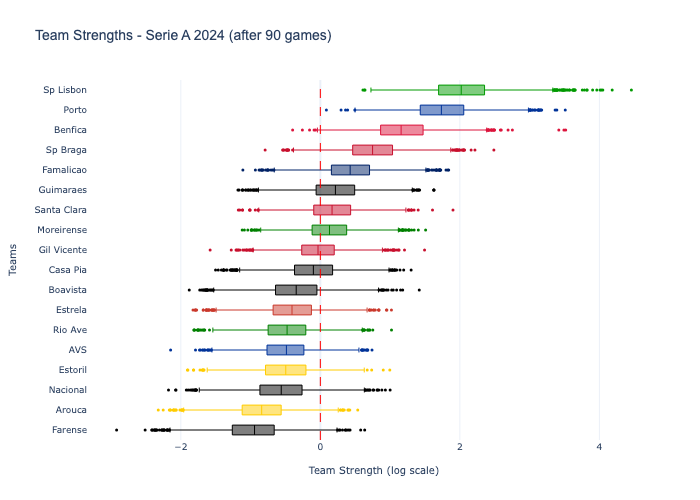 Team Strengths - Serie A 2024 (after 90 games)
Sp Lisbon
Porto
Benfica
Sp Braga
Famalicao
Guimaraes
Santa Clara
Moreirense
Gil Vicente
Casa Pia
Boavista
Estrela
Rio Ave
AVS
Estoril
Nacional
Arouca
Farense
Teams
−2 0 2 4
Team Strength (log scale)